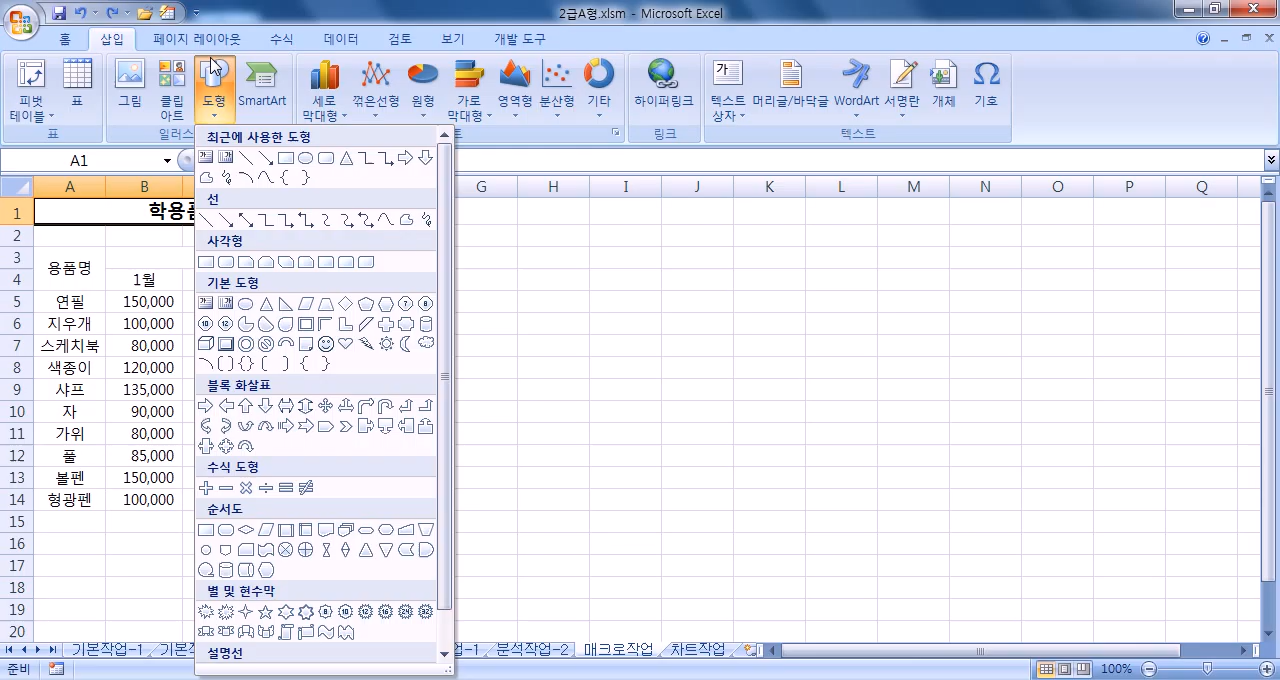 2급A형.xlsm - Microsoft Excel
홈 삽입 페이지 레이아웃 수식 데이터 검토 보기 개발 도구
피벗 테이블 표 그림 클립 아트 도형 SmartArt 세로 막대형 꺾은선형 원형 가로 막대형 영역형 분산형 기타 하이퍼링크 텍스트 상자 머리글/바닥글 WordArt 서명란 개체 기호
표 일러스 트 링크 텍스트
A1
최근에 사용한 도형
선
사각형
기본 도형
블록 화살표
수식 도형
순서도
별 및 현수막
설명선
A B G H I J K L M N O P Q
1 학용품
2
3
용품명
4 1월
5 연필 150,000
6 지우개 100,000
7 스케치북 80,000
8 색종이 120,000
9 샤프 135,000
10 자 90,000
11 가위 80,000
12 풀 85,000
13 볼펜 150,000
14 형광펜 100,000
15
16
17
18
19
20
기본작업-1 기본 -1 분석작업-2 매크로작업 차트작업
준비 100%